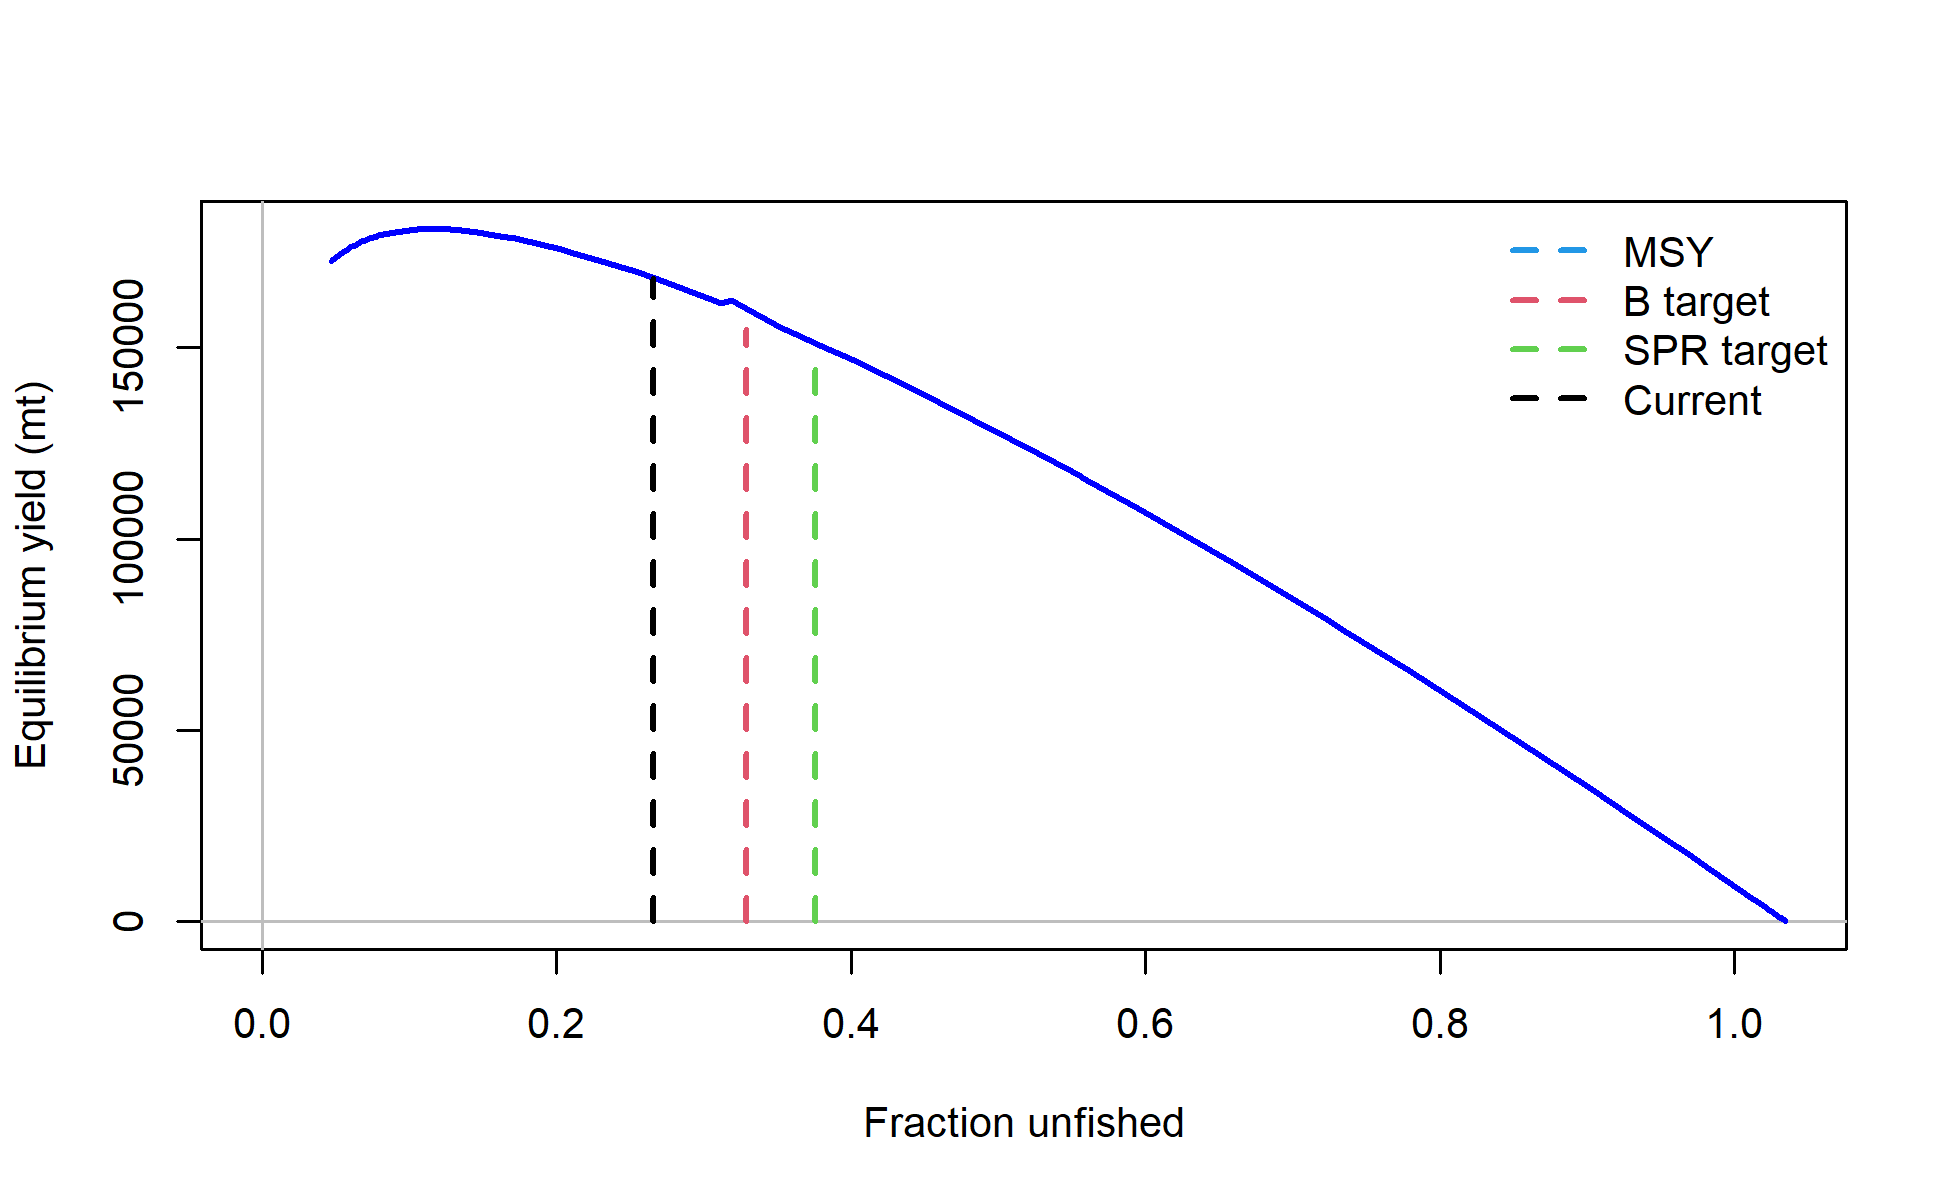 MSY
B target
SPR target
Current
Equilibrium yield (mt)
150000
100000
50000
0
0.0 0.2 0.4 0.6 0.8 1.0
Fraction unfished